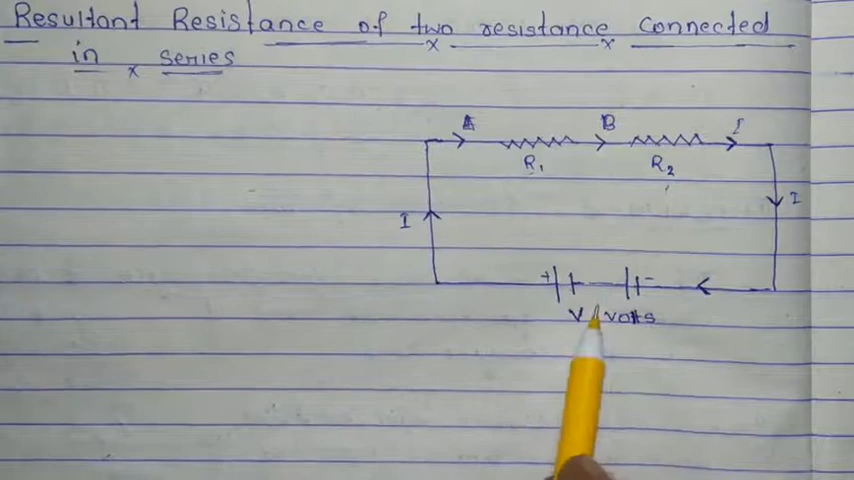 Resultant Resistance of two resistance connected
in series
A B I
R1 R2
I
I
+ -
V volts